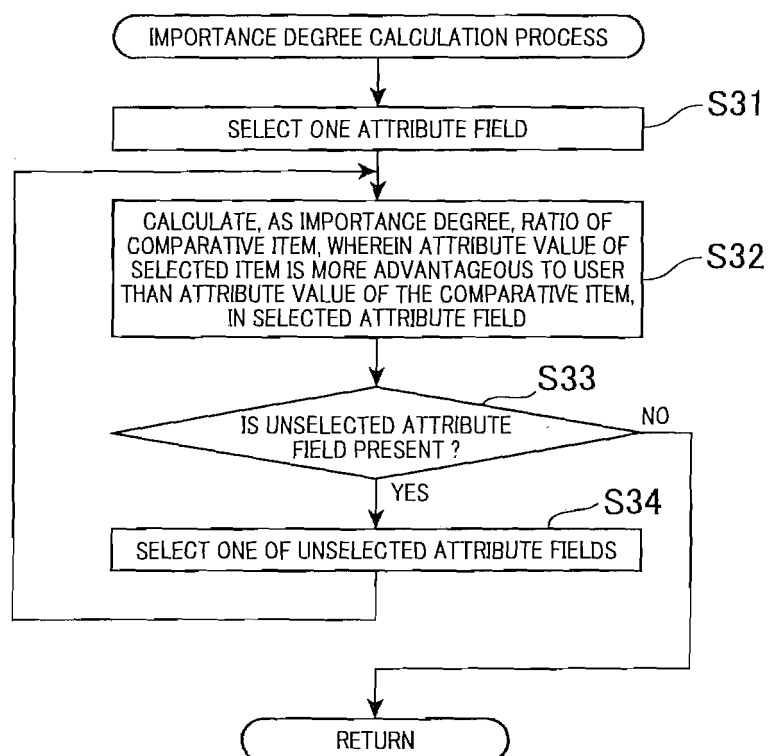 IMPORTANCE DEGREE CALCULATION PROCESS
S31
SELECT ONE ATTRIBUTE FIELD
CALCULATE, AS IMPORTANCE DEGREE, RATIO OF
COMPARATIVE ITEM, WHEREIN ATTRIBUTE VALUE OF
SELECTED ITEM IS MORE ADVANTAGEOUS TO USER
THAN ATTRIBUTE VALUE OF THE COMPARATIVE ITEM,
IN SELECTED ATTRIBUTE FIELD
S32
S33
IS UNSELECTED ATTRIBUTE
FIELD PRESENT ?
NO
YES
S34
SELECT ONE OF UNSELECTED ATTRIBUTE FIELDS
RETURN